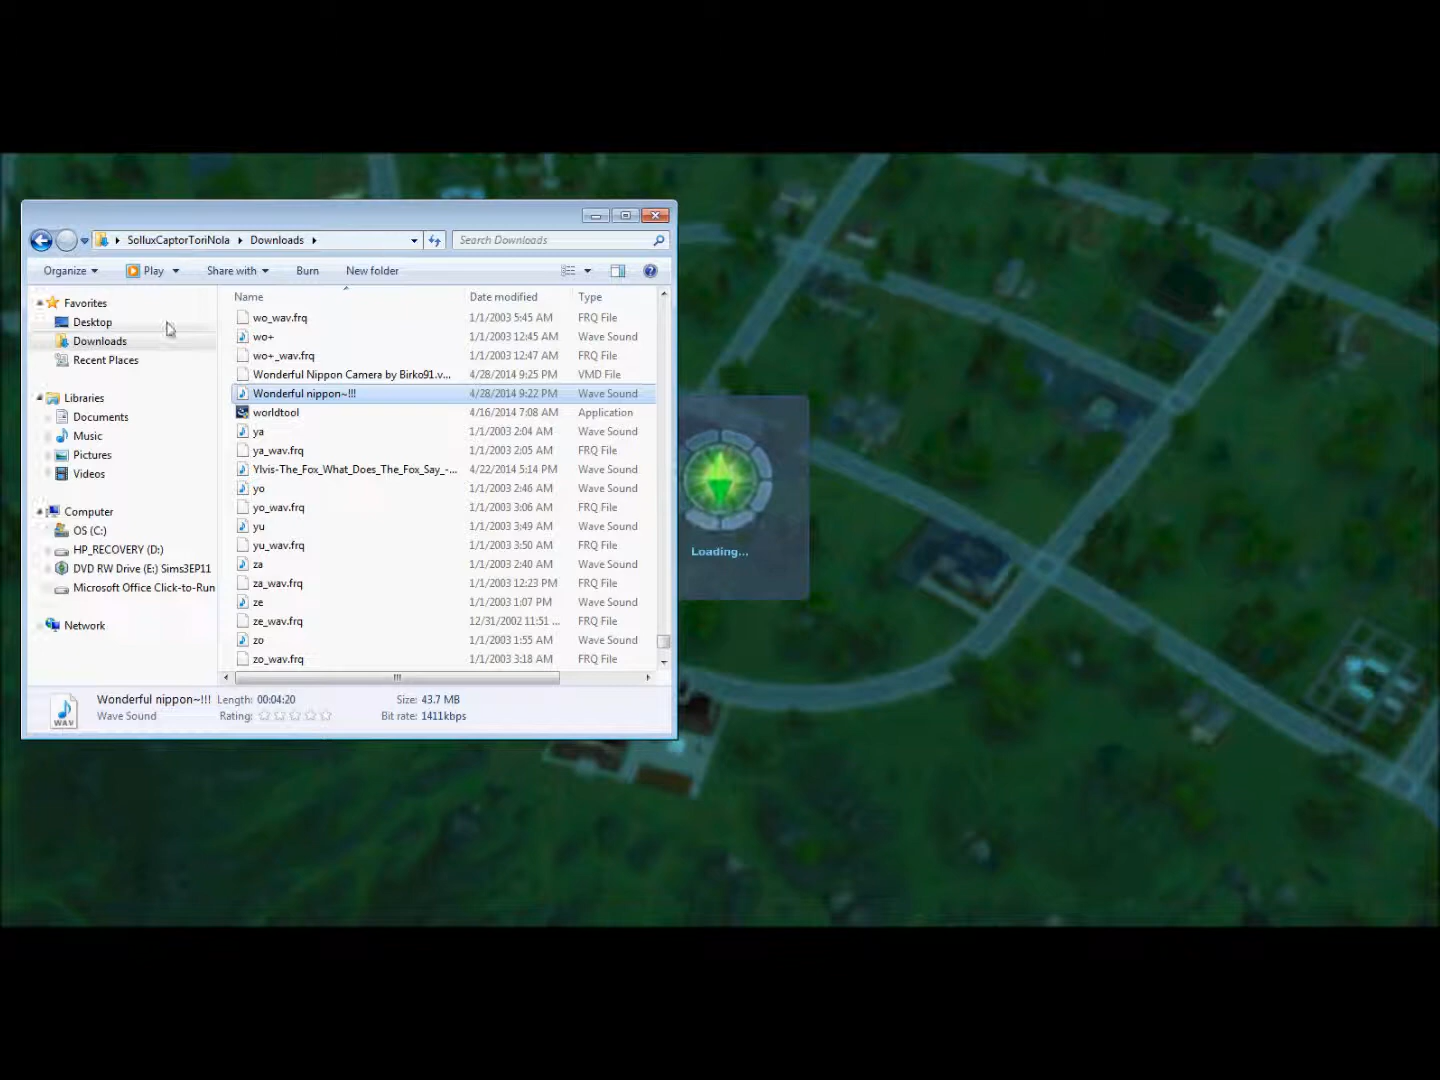 SolluxCaptorToriNola Downloads
Search Downloads
Organize Play Share with Burn New folder
Name Date modified Type
Favorites
Desktop
Downloads
Recent Places
Libraries
Documents
Music
Pictures
Videos
Computer
OS (C:)
HP_RECOVERY (D:)
DVD RW Drive (E:) Sims3EP11
Microsoft Office Click-to-Run
Network
wo_wav.frq 1/1/2003 5:45 AM FRQ File
wo+ 1/1/2003 12:45 AM Wave Sound
wo+_wav.frq 1/1/2003 12:47 AM FRQ File
Wonderful Nippon Camera by Birko91.v... 4/28/2014 9:25 PM VMD File
Wonderful nippon~!!! 4/28/2014 9:22 PM Wave Sound
worldtool 4/16/2014 7:08 AM Application
ya 1/1/2003 2:04 AM Wave Sound
ya_wav.frq 1/1/2003 2:05 AM FRQ File
Ylvis-The_Fox_What_Does_The_Fox_Say_-... 4/22/2014 5:14 PM Wave Sound
yo 1/1/2003 2:46 AM Wave Sound
yo_wav.frq 1/1/2003 3:06 AM FRQ File
yu 1/1/2003 3:49 AM Wave Sound
yu_wav.frq 1/1/2003 3:50 AM FRQ File
za 1/1/2003 2:40 AM Wave Sound
za_wav.frq 1/1/2003 12:23 PM FRQ File
ze 1/1/2003 1:07 PM Wave Sound
ze_wav.frq 12/31/2002 11:51 ... FRQ File
zo 1/1/2003 1:55 AM Wave Sound
zo_wav.frq 1/1/2003 3:18 AM FRQ File
Wonderful nippon~!!! Length: 00:04:20 Size: 43.7 MB
Wave Sound Rating: Bit rate: 1411kbps
WAV
Loading...